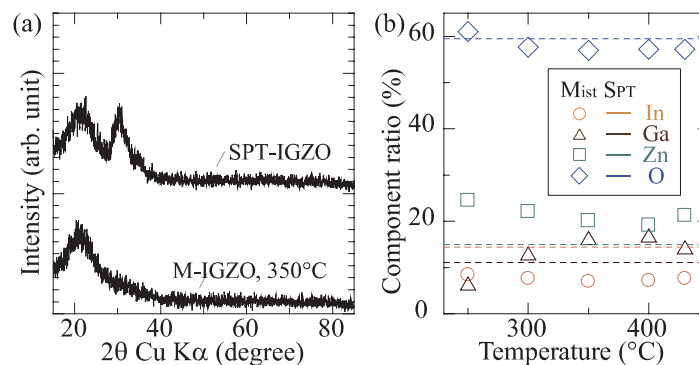 (a)
Intensity (arb. unit)
SPT-IGZO
M-IGZO, 350°C
20 40 60 80
2θ Cu Kα (degree)
(b)
Component ratio (%)
60
40
20
0
Mist SPT
In
Ga
Zn
O
300 400
Temperature (°C)